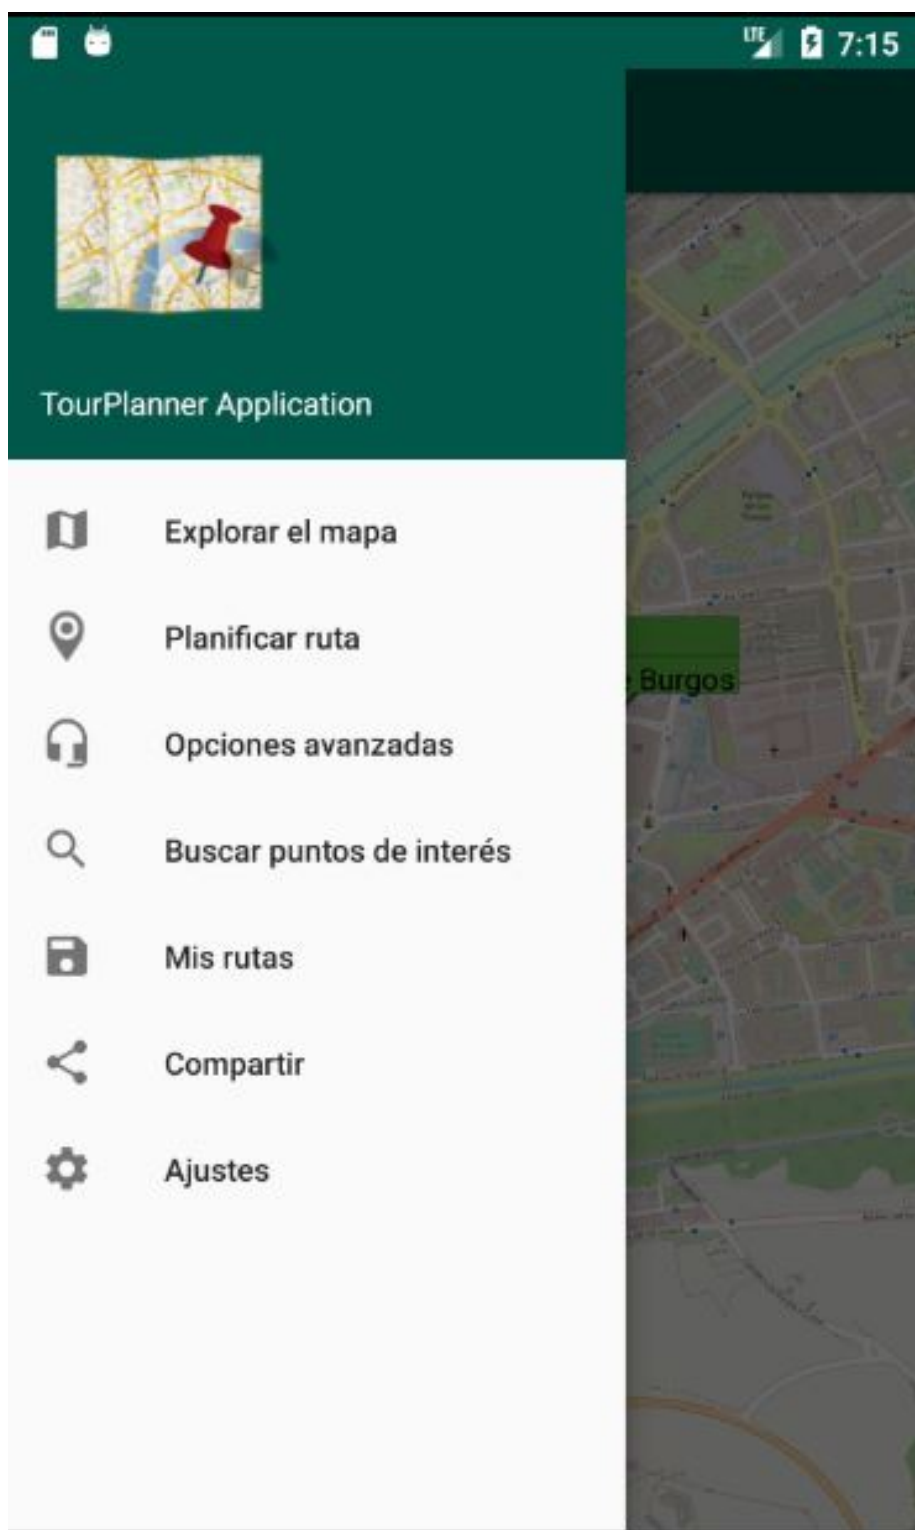 LTE 7:15
TourPlanner Application
Explorar el mapa
Planificar ruta
e Burgos
Opciones avanzadas
Buscar puntos de interés
Mis rutas
Compartir
Ajustes